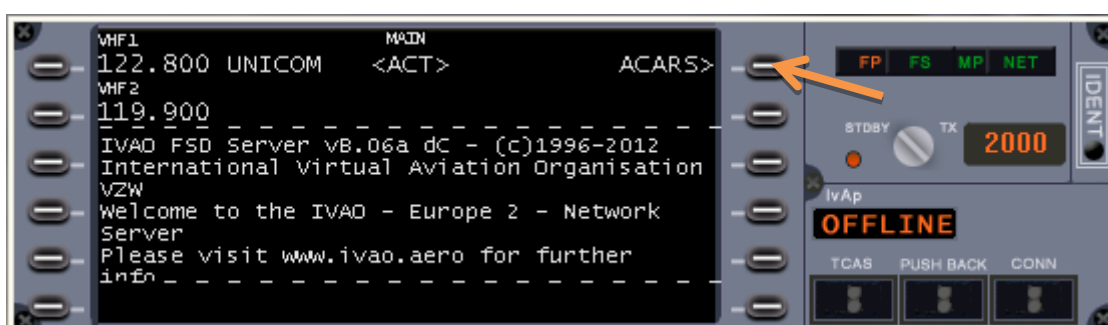 VHF1 MAIN
122.800 UNICOM <ACT> ACARS>
VHF2
119.900
IVAO FSD Server vB.06a dC - (c)1996-2012
International Virtual Aviation Organisation
VZW
Welcome to the IVAO - Europe 2 - Network
Server
Please visit www.ivao.aero for further
info
FP FS MP NET
IDENT
STDBY TX 2000
IvAp
OFFLINE
TCAS PUSH BACK CONN